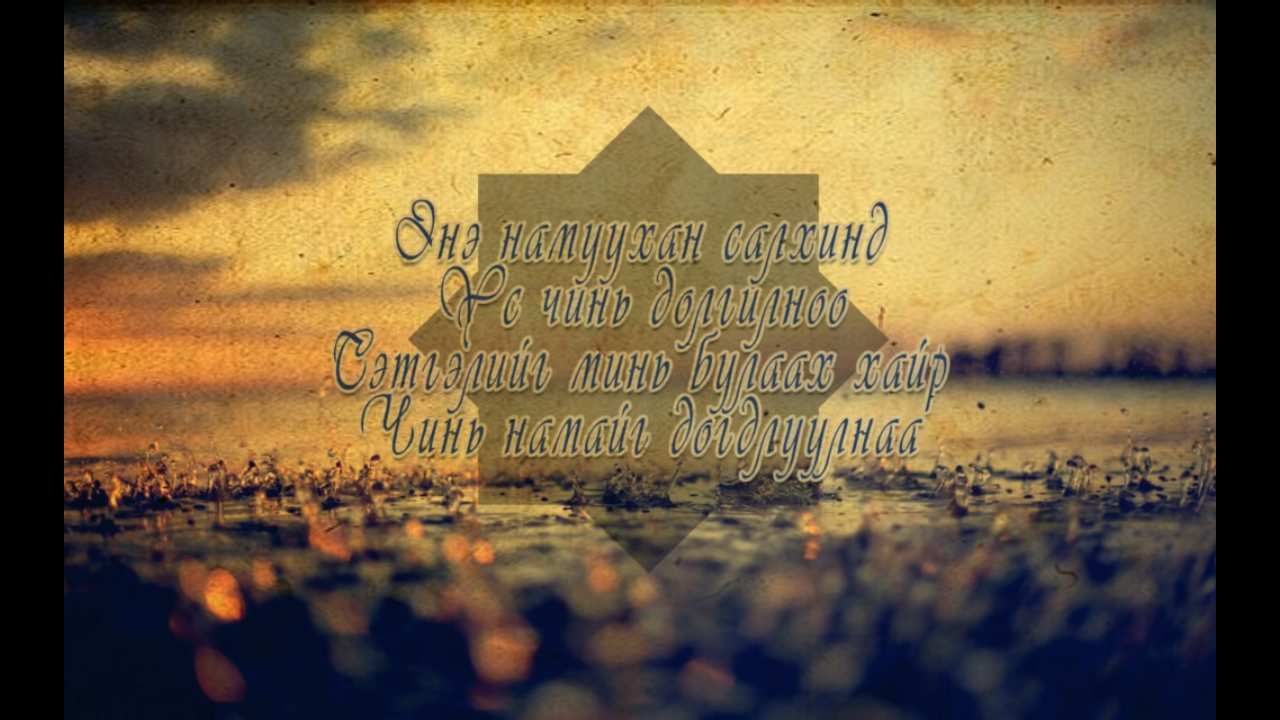 Энэ намуухан салхинд
Үс чинь долгилноо
Сэтгэлийг минь булаах хайр
Чинь намайг догдлуулнаа